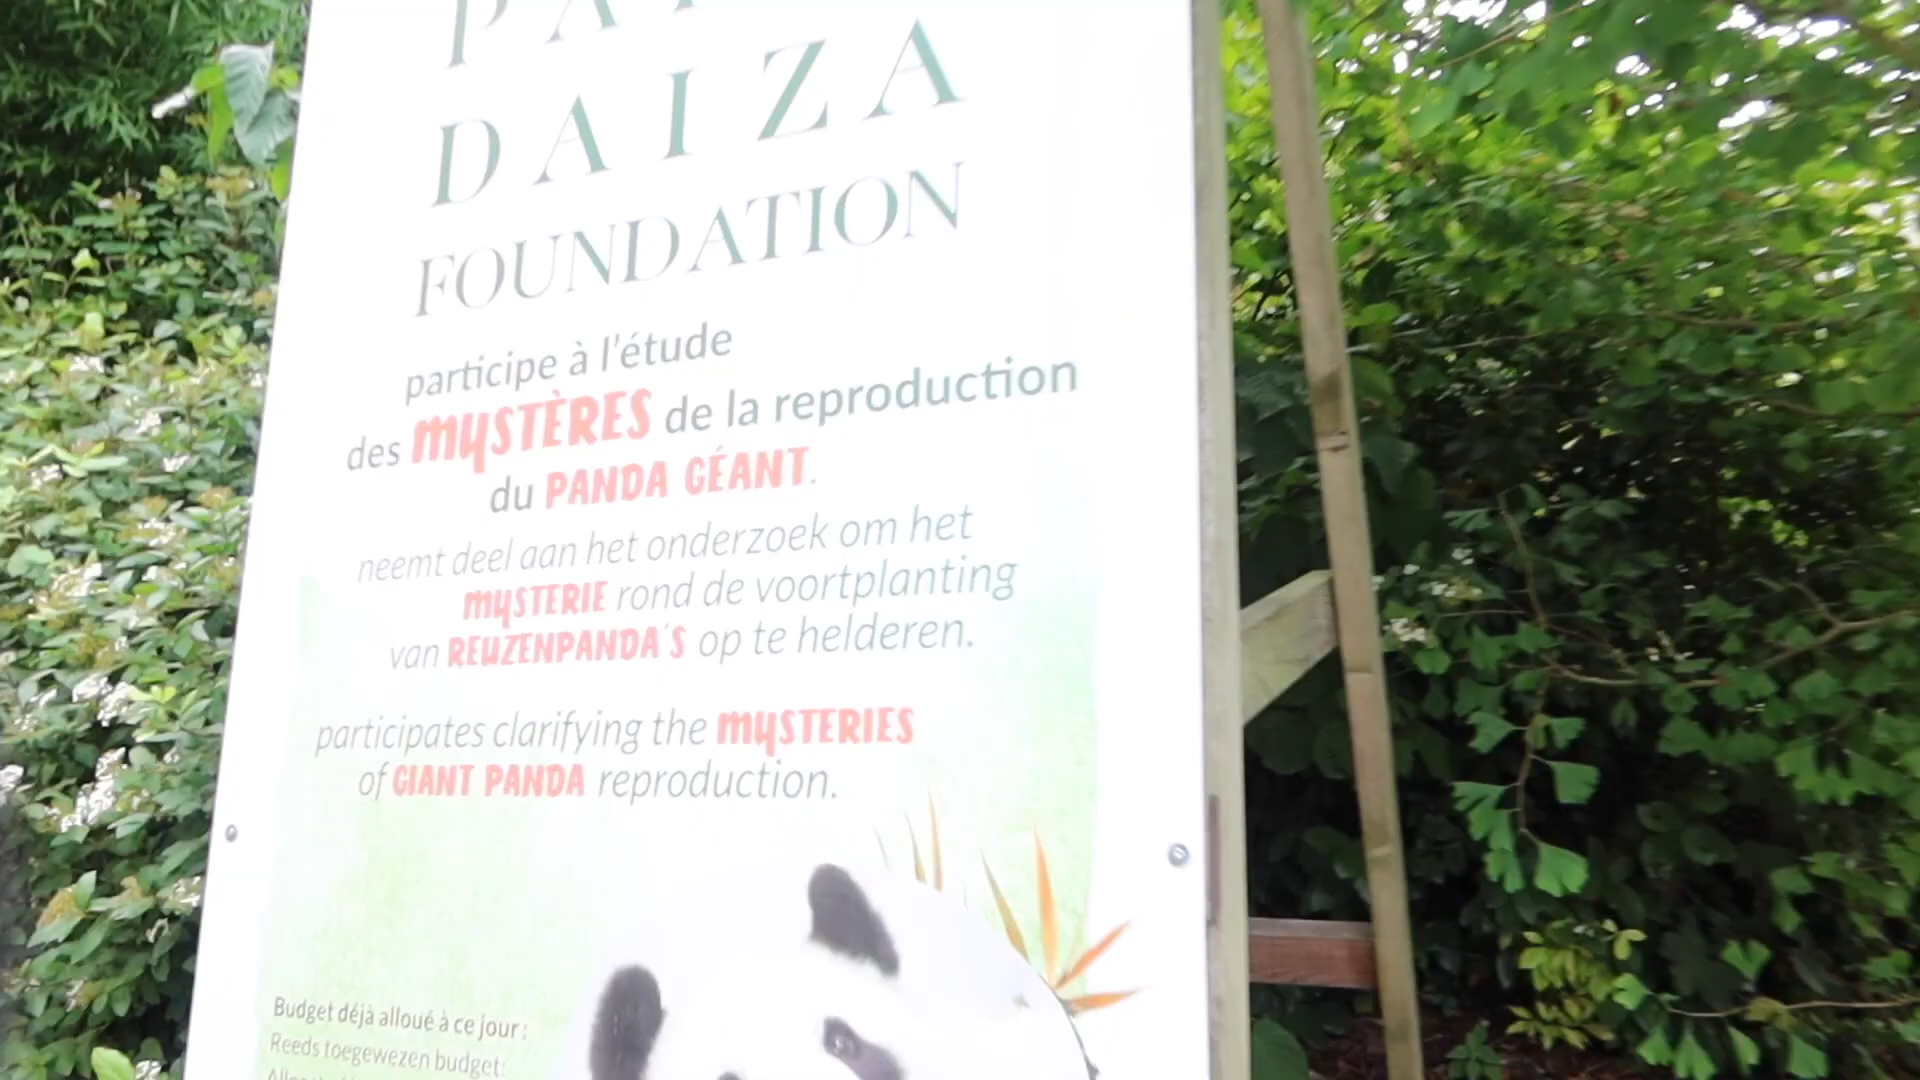 DAIZA
FOUNDATION
participe à l'étude
des mystères de la reproduction
du PANDA GÉANT.
neemt deel aan het onderzoek om het
mySTERIE rond de voortplanting
van REUZENPANDA'S op te helderen.
participates clarifying the mySTERIES
of GIANT PANDA reproduction.
Budget déjà alloué à ce jour :
Reeds toegewezen budget: